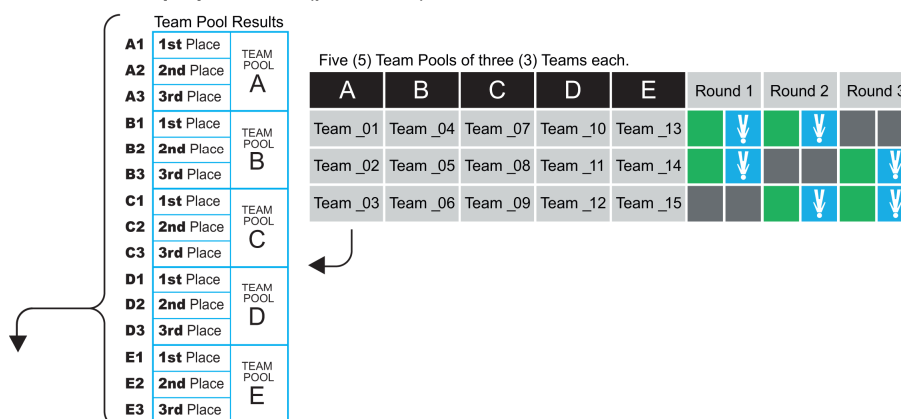 Team Pool Results
A1 1st Place
A2 2nd Place
A3 3rd Place
TEAM
POOL
A
B1 1st Place
B2 2nd Place
B3 3rd Place
TEAM
POOL
B
C1 1st Place
C2 2nd Place
C3 3rd Place
TEAM
POOL
C
D1 1st Place
D2 2nd Place
D3 3rd Place
TEAM
POOL
D
E1 1st Place
E2 2nd Place
E3 3rd Place
TEAM
POOL
E
Five (5) Team Pools of three (3) Teams each.
A B C D E Round 1 Round 2 Round 3
Team _01 Team _04 Team _07 Team _10 Team _13
Team _02 Team _05 Team _08 Team _11 Team _14
Team _03 Team _06 Team _09 Team _12 Team _15